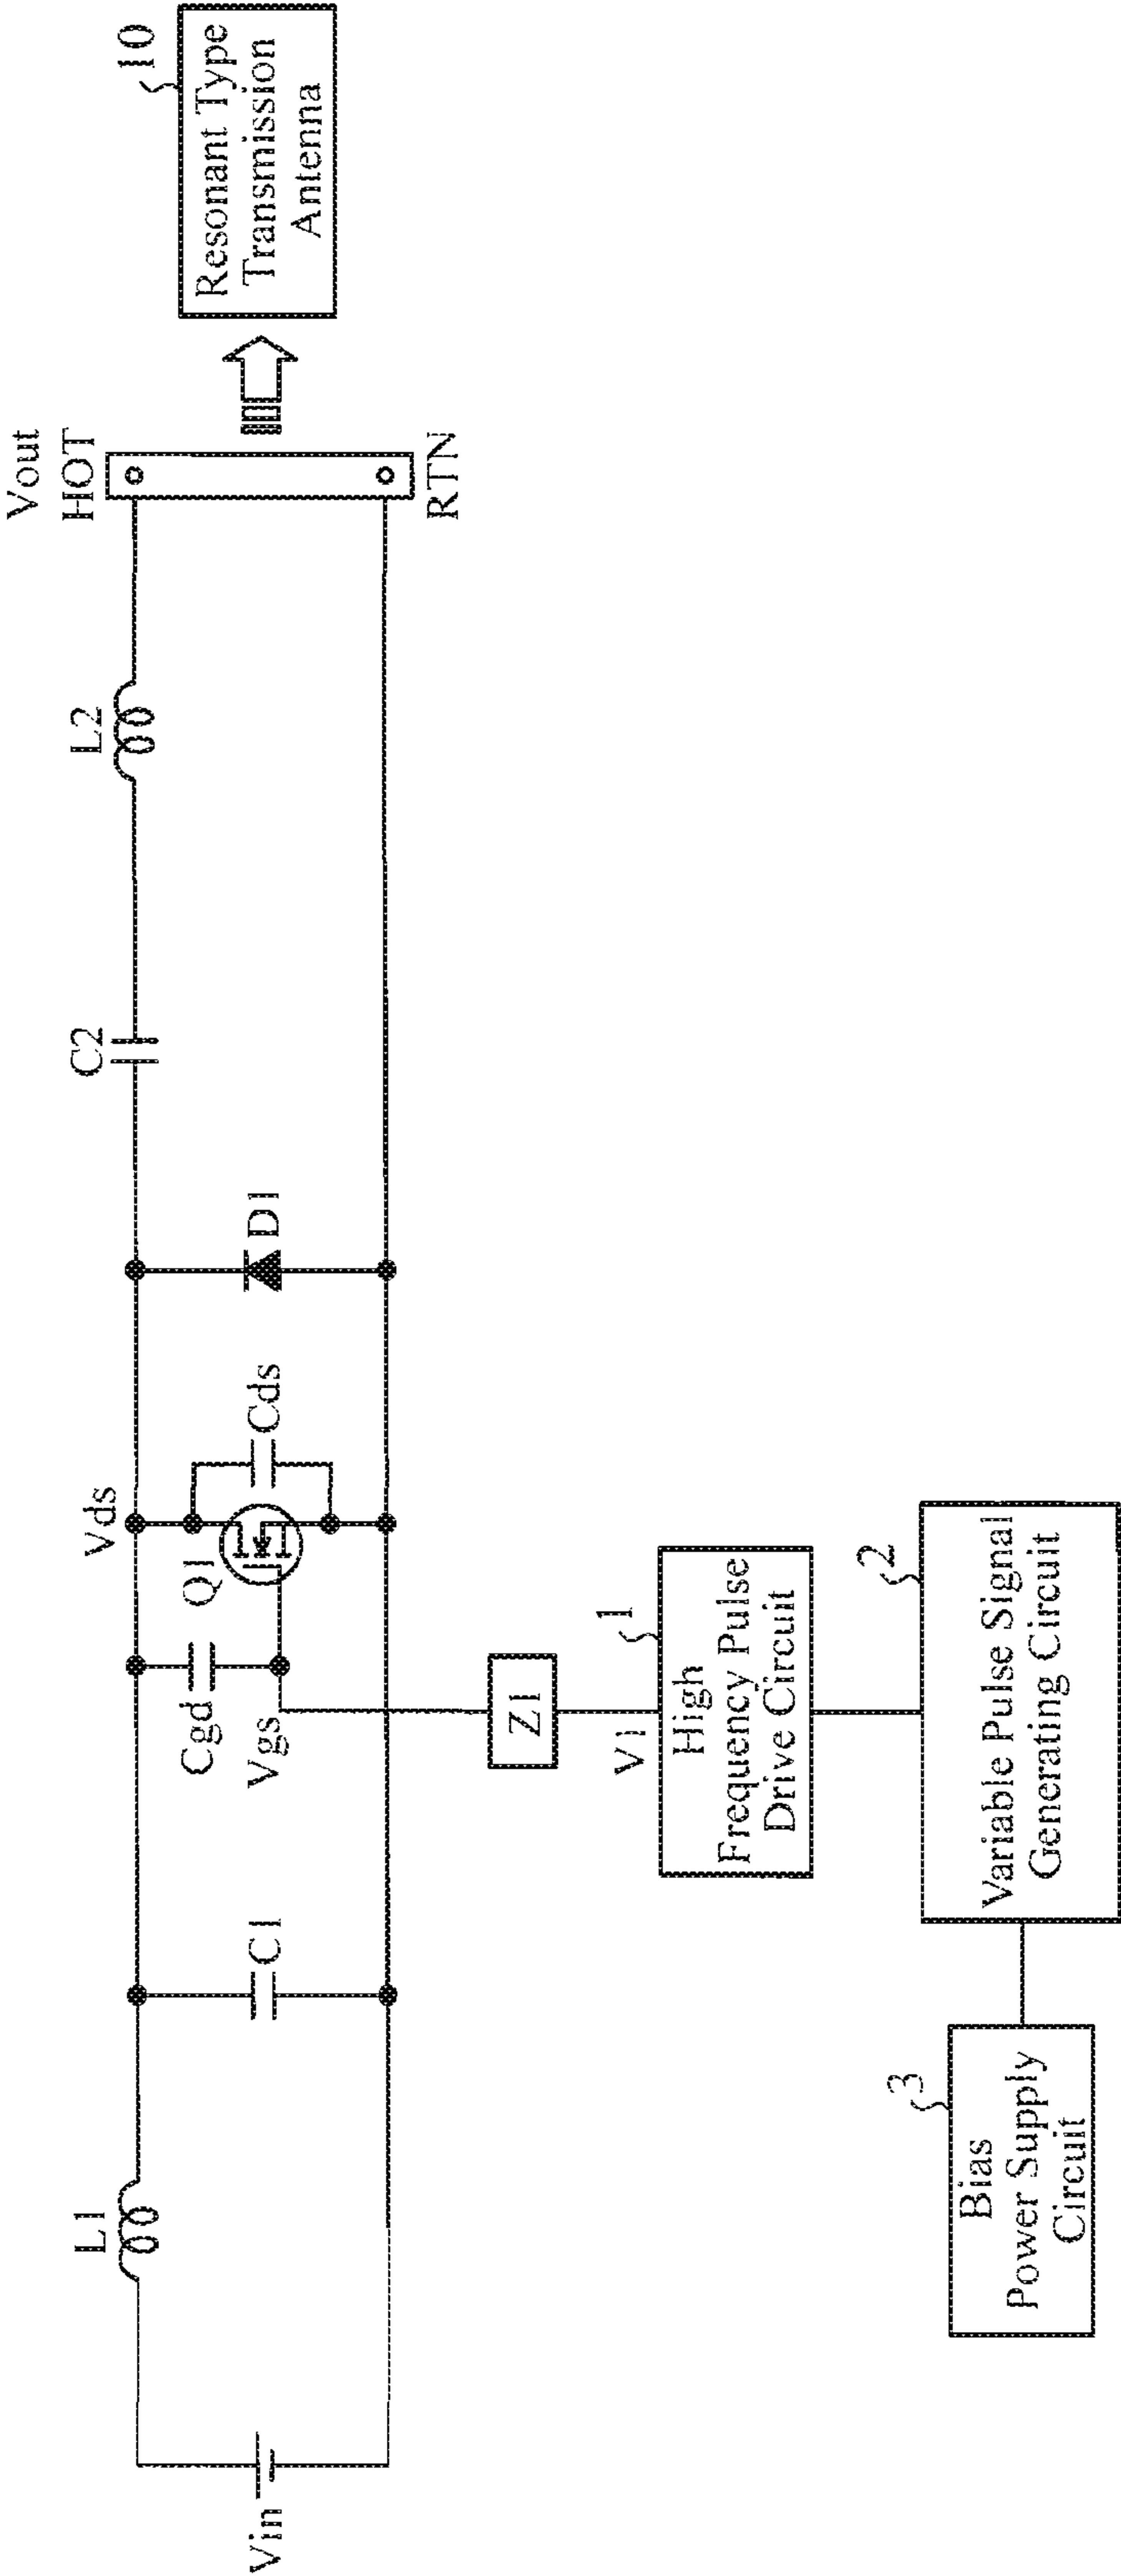 Vout
HOT
RTN
10
Resonant Type
Transmission
Antenna
L1
C2
L2
Vds
Q1
Cgd
Vgs
Cds
D1
C1
Vin
Z1
V1
1
High
Frequency Pulse
Drive Circuit
2
Variable Pulse Signal
Generating Circuit
3
Bias
Power Supply
Circuit